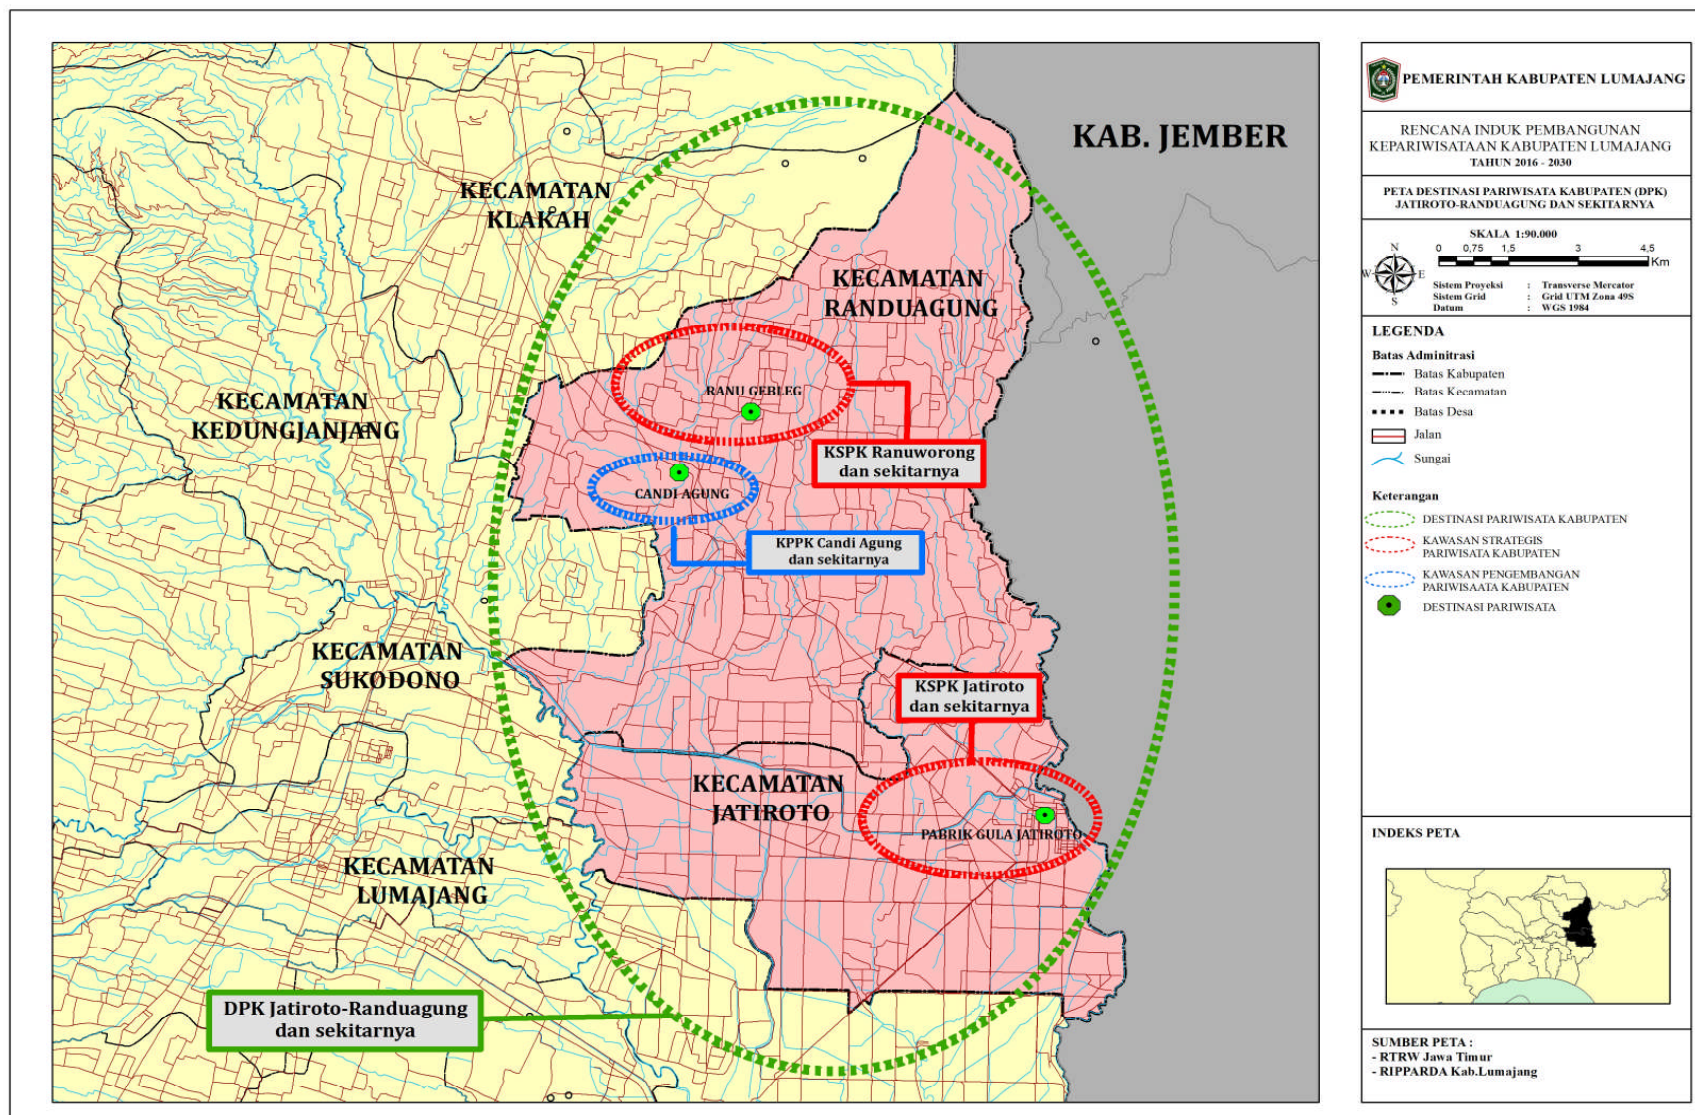 KAB. JEMBER
KECAMATAN
KLAKAH
KECAMATAN
RANDUAGUNG
RANU GEBLEG
KSPK Ranuworong
dan sekitarnya
KECAMATAN
KEDUNGJANJANG
CANDI AGUNG
KPPK Candi Agung
dan sekitarnya
KECAMATAN
SUKODONO
KSPK Jatiroto
dan sekitarnya
KECAMATAN
JATIROTO
PABRIK GULA JATIROTO
KECAMATAN
LUMAJANG
DPK Jatiroto-Randuagung
dan sekitarnya
PEMERINTAH KABUPATEN LUMAJANG
RENCANA INDUK PEMBANGUNAN
KEPARIWISATAAN KABUPATEN LUMAJANG
TAHUN 2016 - 2030
PETA DESTINASI PARIWISATA KABUPATEN (DPK)
JATIROTO-RANDUAGUNG DAN SEKITARNYA
SKALA 1:90.000
N
W E
S
0 0,75 1,5 3 4,5
Km
Sistem Proyeksi : Transverse Mercator
Sistem Grid : Grid UTM Zona 49S
Datum : WGS 1984
LEGENDA
Batas Adminitrasi
Batas Kabupaten
Batas Kecamatan
Batas Desa
Jalan
Sungai
Keterangan
DESTINASI PARIWISATA KABUPATEN
KAWASAN STRATEGIS
PARIWISATA KABUPATEN
KAWASAN PENGEMBANGAN
PARIWISAATA KABUPATEN
DESTINASI PARIWISATA
INDEKS PETA
SUMBER PETA :
- RTRW Jawa Timur
- RIPPARDA Kab.Lumajang